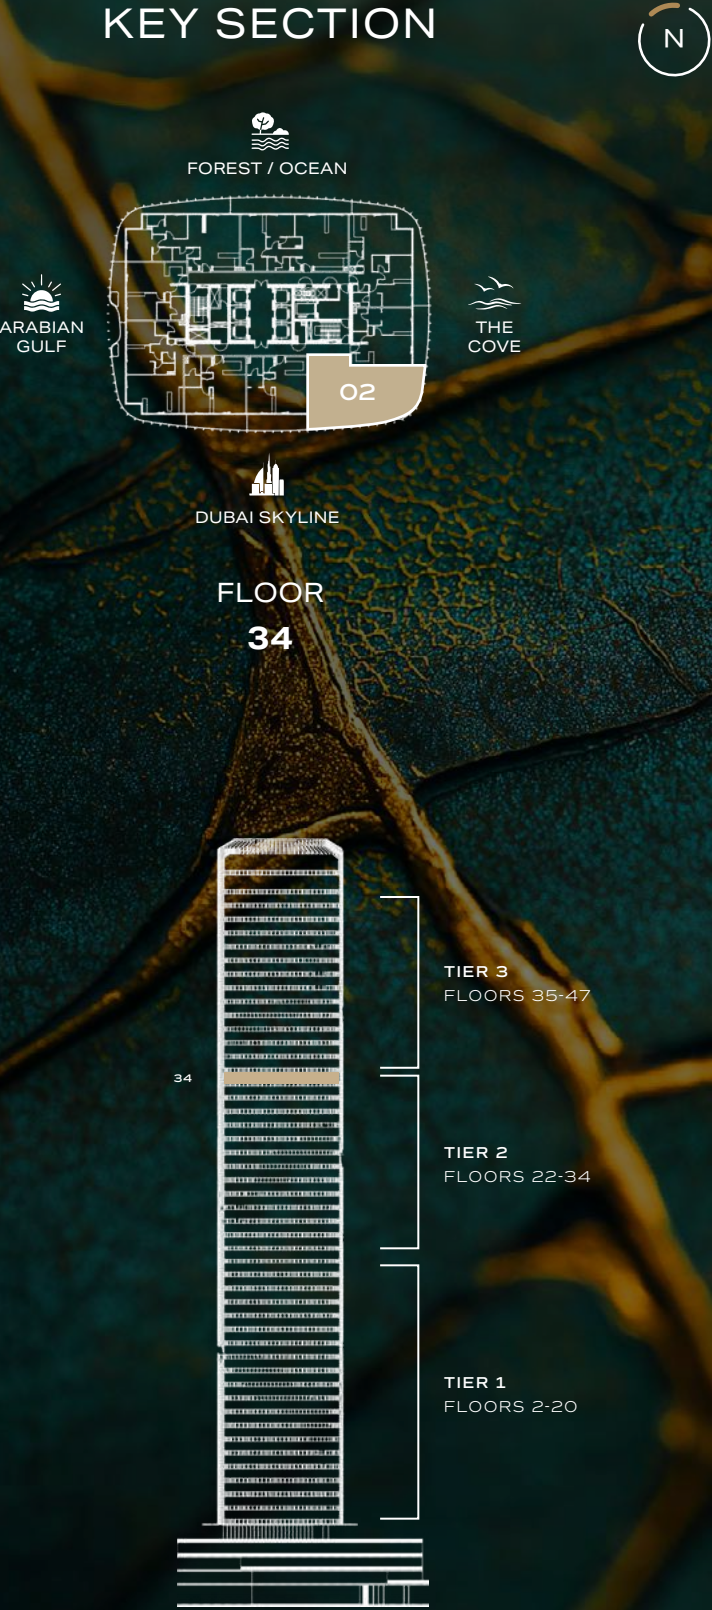 KEY SECTION
N
FOREST / OCEAN
ARABIAN
GULF
THE
COVE
02
DUBAI SKYLINE
FLOOR
34
TIER 3
FLOORS 35-47
34
TIER 2
FLOORS 22-34
TIER 1
FLOORS 2-20